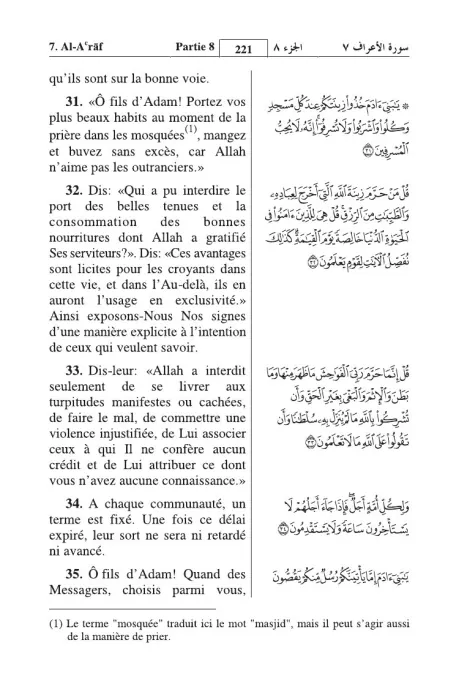 7. Al-Aᶜrāf
Partie 8
221
الجزء ٨
سورة الأعراف ٧
qu'ils sont sur la bonne voie.
31. «Ô fils d'Adam! Portez vos
plus beaux habits au moment de la
prière dans les mosquées(1), mangez
et buvez sans excès, car Allah
n'aime pas les outranciers.»
32. Dis: «Qui a pu interdire le
port des belles tenues et la
consommation des bonnes
nourritures dont Allah a gratifié
Ses serviteurs?». Dis: «Ces avantages
sont licites pour les croyants dans
cette vie, et dans l'Au-delà, ils en
auront l'usage en exclusivité.»
Ainsi exposons-Nous Nos signes
d'une manière explicite à l'intention
de ceux qui veulent savoir.
33. Dis-leur: «Allah a interdit
seulement de se livrer aux
turpitudes manifestes ou cachées,
de faire le mal, de commettre une
violence injustifiée, de Lui associer
ceux à qui Il ne confère aucun
crédit et de Lui attribuer ce dont
vous n'avez aucune connaissance.»
34. A chaque communauté, un
terme est fixé. Une fois ce délai
expiré, leur sort ne sera ni retardé
ni avancé.
35. Ô fils d'Adam! Quand des
Messagers, choisis parmi vous,
۞ يَٰبَنِيٓ ءَادَمَ خُذُواْ زِينَتَكُمۡ عِندَ كُلِّ مَسۡجِدٖ
وَكُلُواْ وَٱشۡرَبُواْ وَلَا تُسۡرِفُوٓاْۚ إِنَّهُۥ لَا يُحِبُّ
ٱلۡمُسۡرِفِينَ ٣١
قُلۡ مَنۡ حَرَّمَ زِينَةَ ٱللَّهِ ٱلَّتِيٓ أَخۡرَجَ لِعِبَادِهِۦ
وَٱلطَّيِّبَٰتِ مِنَ ٱلرِّزۡقِۚ قُلۡ هِيَ لِلَّذِينَ ءَامَنُواْ فِي
ٱلۡحَيَوٰةِ ٱلدُّنۡيَا خَالِصَةٗ يَوۡمَ ٱلۡقِيَٰمَةِۗ كَذَٰلِكَ
نُفَصِّلُ ٱلۡأٓيَٰتِ لِقَوۡمٖ يَعۡلَمُونَ ٣٢
قُلۡ إِنَّمَا حَرَّمَ رَبِّيَ ٱلۡفَوَٰحِشَ مَا ظَهَرَ مِنۡهَا وَمَا
بَطَنَ وَٱلۡإِثۡمَ وَٱلۡبَغۡيَ بِغَيۡرِ ٱلۡحَقِّ وَأَن
تُشۡرِكُواْ بِٱللَّهِ مَا لَمۡ يُنَزِّلۡ بِهِۦ سُلۡطَٰنٗا وَأَن
تَقُولُواْ عَلَى ٱللَّهِ مَا لَا تَعۡلَمُونَ ٣٣
وَلِكُلِّ أُمَّةٍ أَجَلٞۖ فَإِذَا جَآءَ أَجَلُهُمۡ لَا
يَسۡتَأۡخِرُونَ سَاعَةٗ وَلَا يَسۡتَقۡدِمُونَ ٣٤
يَٰبَنِيٓ ءَادَمَ إِمَّا يَأۡتِيَنَّكُمۡ رُسُلٞ مِّنكُمۡ يَقُصُّونَ
(1) Le terme "mosquée" traduit ici le mot "masjid", mais il peut s'agir aussi
de la manière de prier.